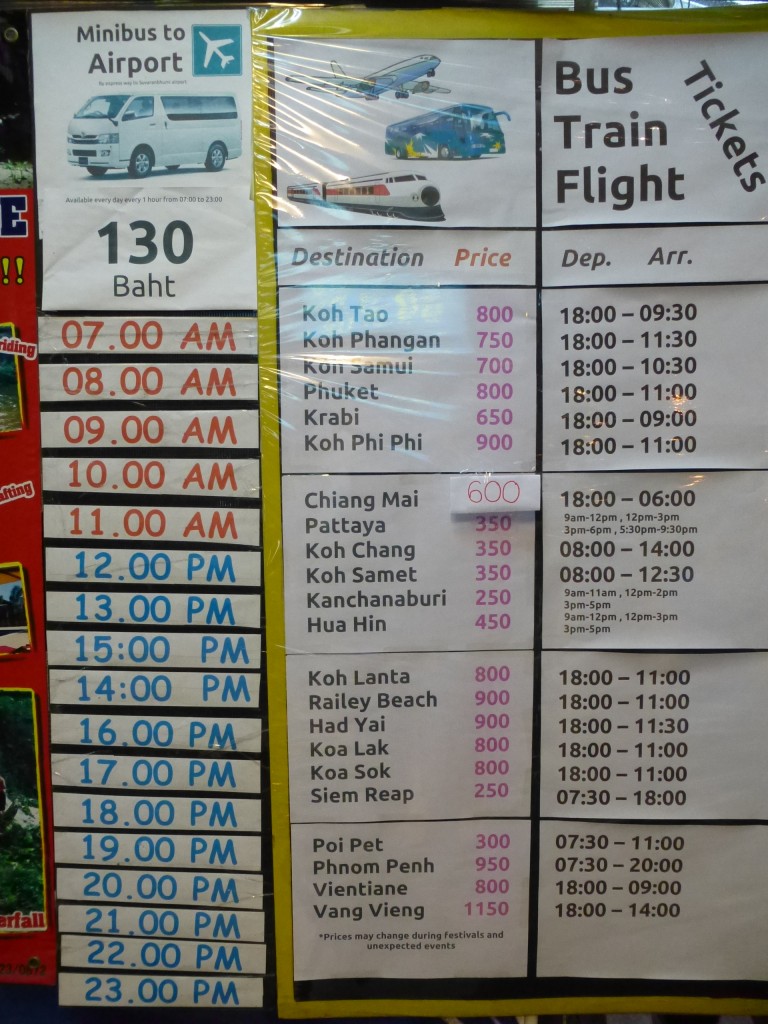 Minibus to
Airport
By express way to Suvarnabhumi airport
Available every day every 1 hour from 07:00 to 23:00
130
Baht
07.00 AM
08.00 AM
09.00 AM
10.00 AM
11.00 AM
12.00 PM
13.00 PM
15:00 PM
14:00 PM
16.00 PM
17.00 PM
18.00 PM
19.00 PM
20.00 PM
21.00 PM
22.00 PM
23.00 PM
Bus
Train
Flight
Tickets
Destination Price Dep. Arr.
Koh Tao 800 18:00 – 09:30
Koh Phangan 750 18:00 – 11:30
Koh Samui 700 18:00 – 10:30
Phuket 800 18:00 – 11:00
Krabi 650 18:00 – 09:00
Koh Phi Phi 900 18:00 – 11:00
Chiang Mai 600 18:00 – 06:00
Pattaya 350 9am-12pm , 12pm-3pm
3pm-6pm , 5:30pm-9:30pm
Koh Chang 350 08:00 – 14:00
Koh Samet 350 08:00 – 12:30
Kanchanaburi 250 9am-11am , 12pm-2pm
3pm-5pm
Hua Hin 450 9am-12pm , 12pm-3pm
3pm-5pm
Koh Lanta 800 18:00 – 11:00
Railey Beach 900 18:00 – 11:00
Had Yai 900 18:00 – 11:30
Koa Lak 800 18:00 – 11:00
Koa Sok 800 18:00 – 11:00
Siem Reap 250 07:30 – 18:00
Poi Pet 300 07:30 – 11:00
Phnom Penh 950 07:30 – 20:00
Vientiane 800 18:00 – 09:00
Vang Vieng 1150 18:00 – 14:00
*Prices may change during festivals and
unexpected events
E
!!
riding
afting
erfall